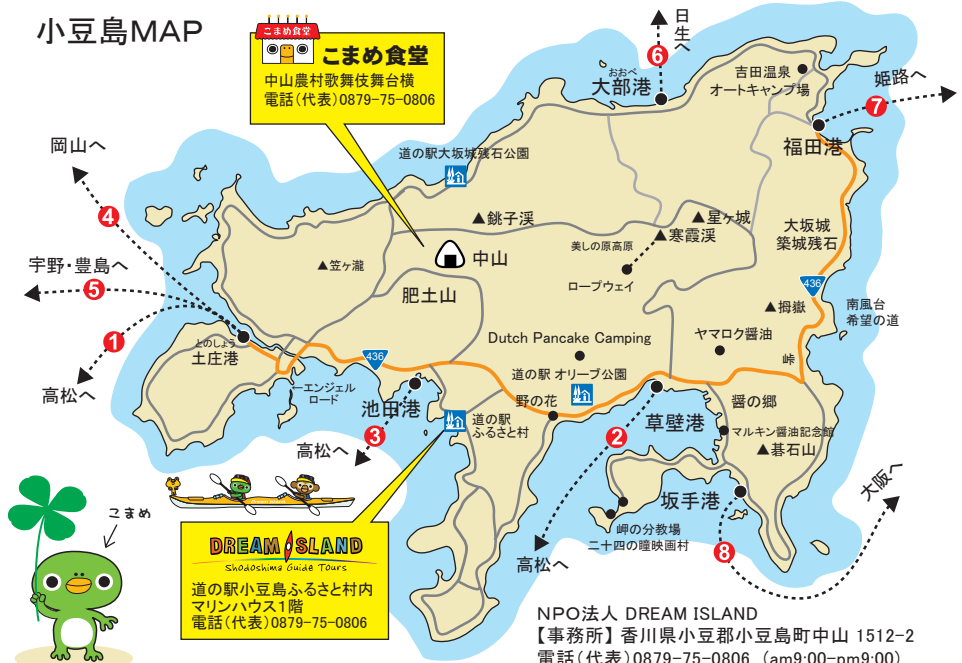 小豆島MAP
こまめ食堂
中山農村歌舞伎舞台横
電話(代表)0879-75-0806
日生へ
6
おおべ
大部港
吉田温泉
オートキャンプ場
姫路へ
7
福田港
岡山へ
4
道の駅大坂城残石公園
▲銚子渓
▲星ヶ城
▲寒霞渓
美しの原高原
ロープウェイ
大坂城
築城残石
宇野・豊島へ
5
▲笠ヶ瀧
中山
肥土山
436
▲拇嶽
南風台
希望の道
1
高松へ
とのしょう
土庄港
Dutch Pancake Camping
ヤマロク醤油
峠
436
←エンジェル
ロード
池田港
道の駅 オリーブ公園
野の花
草壁港
醤の郷
マルキン醤油記念館
▲碁石山
3
高松へ
道の駅
ふるさと村
2
高松へ
坂手港
大阪へ
8
岬の分教場
二十四の瞳映画村
こまめ
DREAM ISLAND
Shodoshima Guide Tours
道の駅小豆島ふるさと村内
マリンハウス1階
電話(代表)0879-75-0806
NPO法人 DREAM ISLAND
【事務所】香川県小豆郡小豆島町中山 1512-2
電話(代表)0879-75-0806 (am9:00-pm9:00)